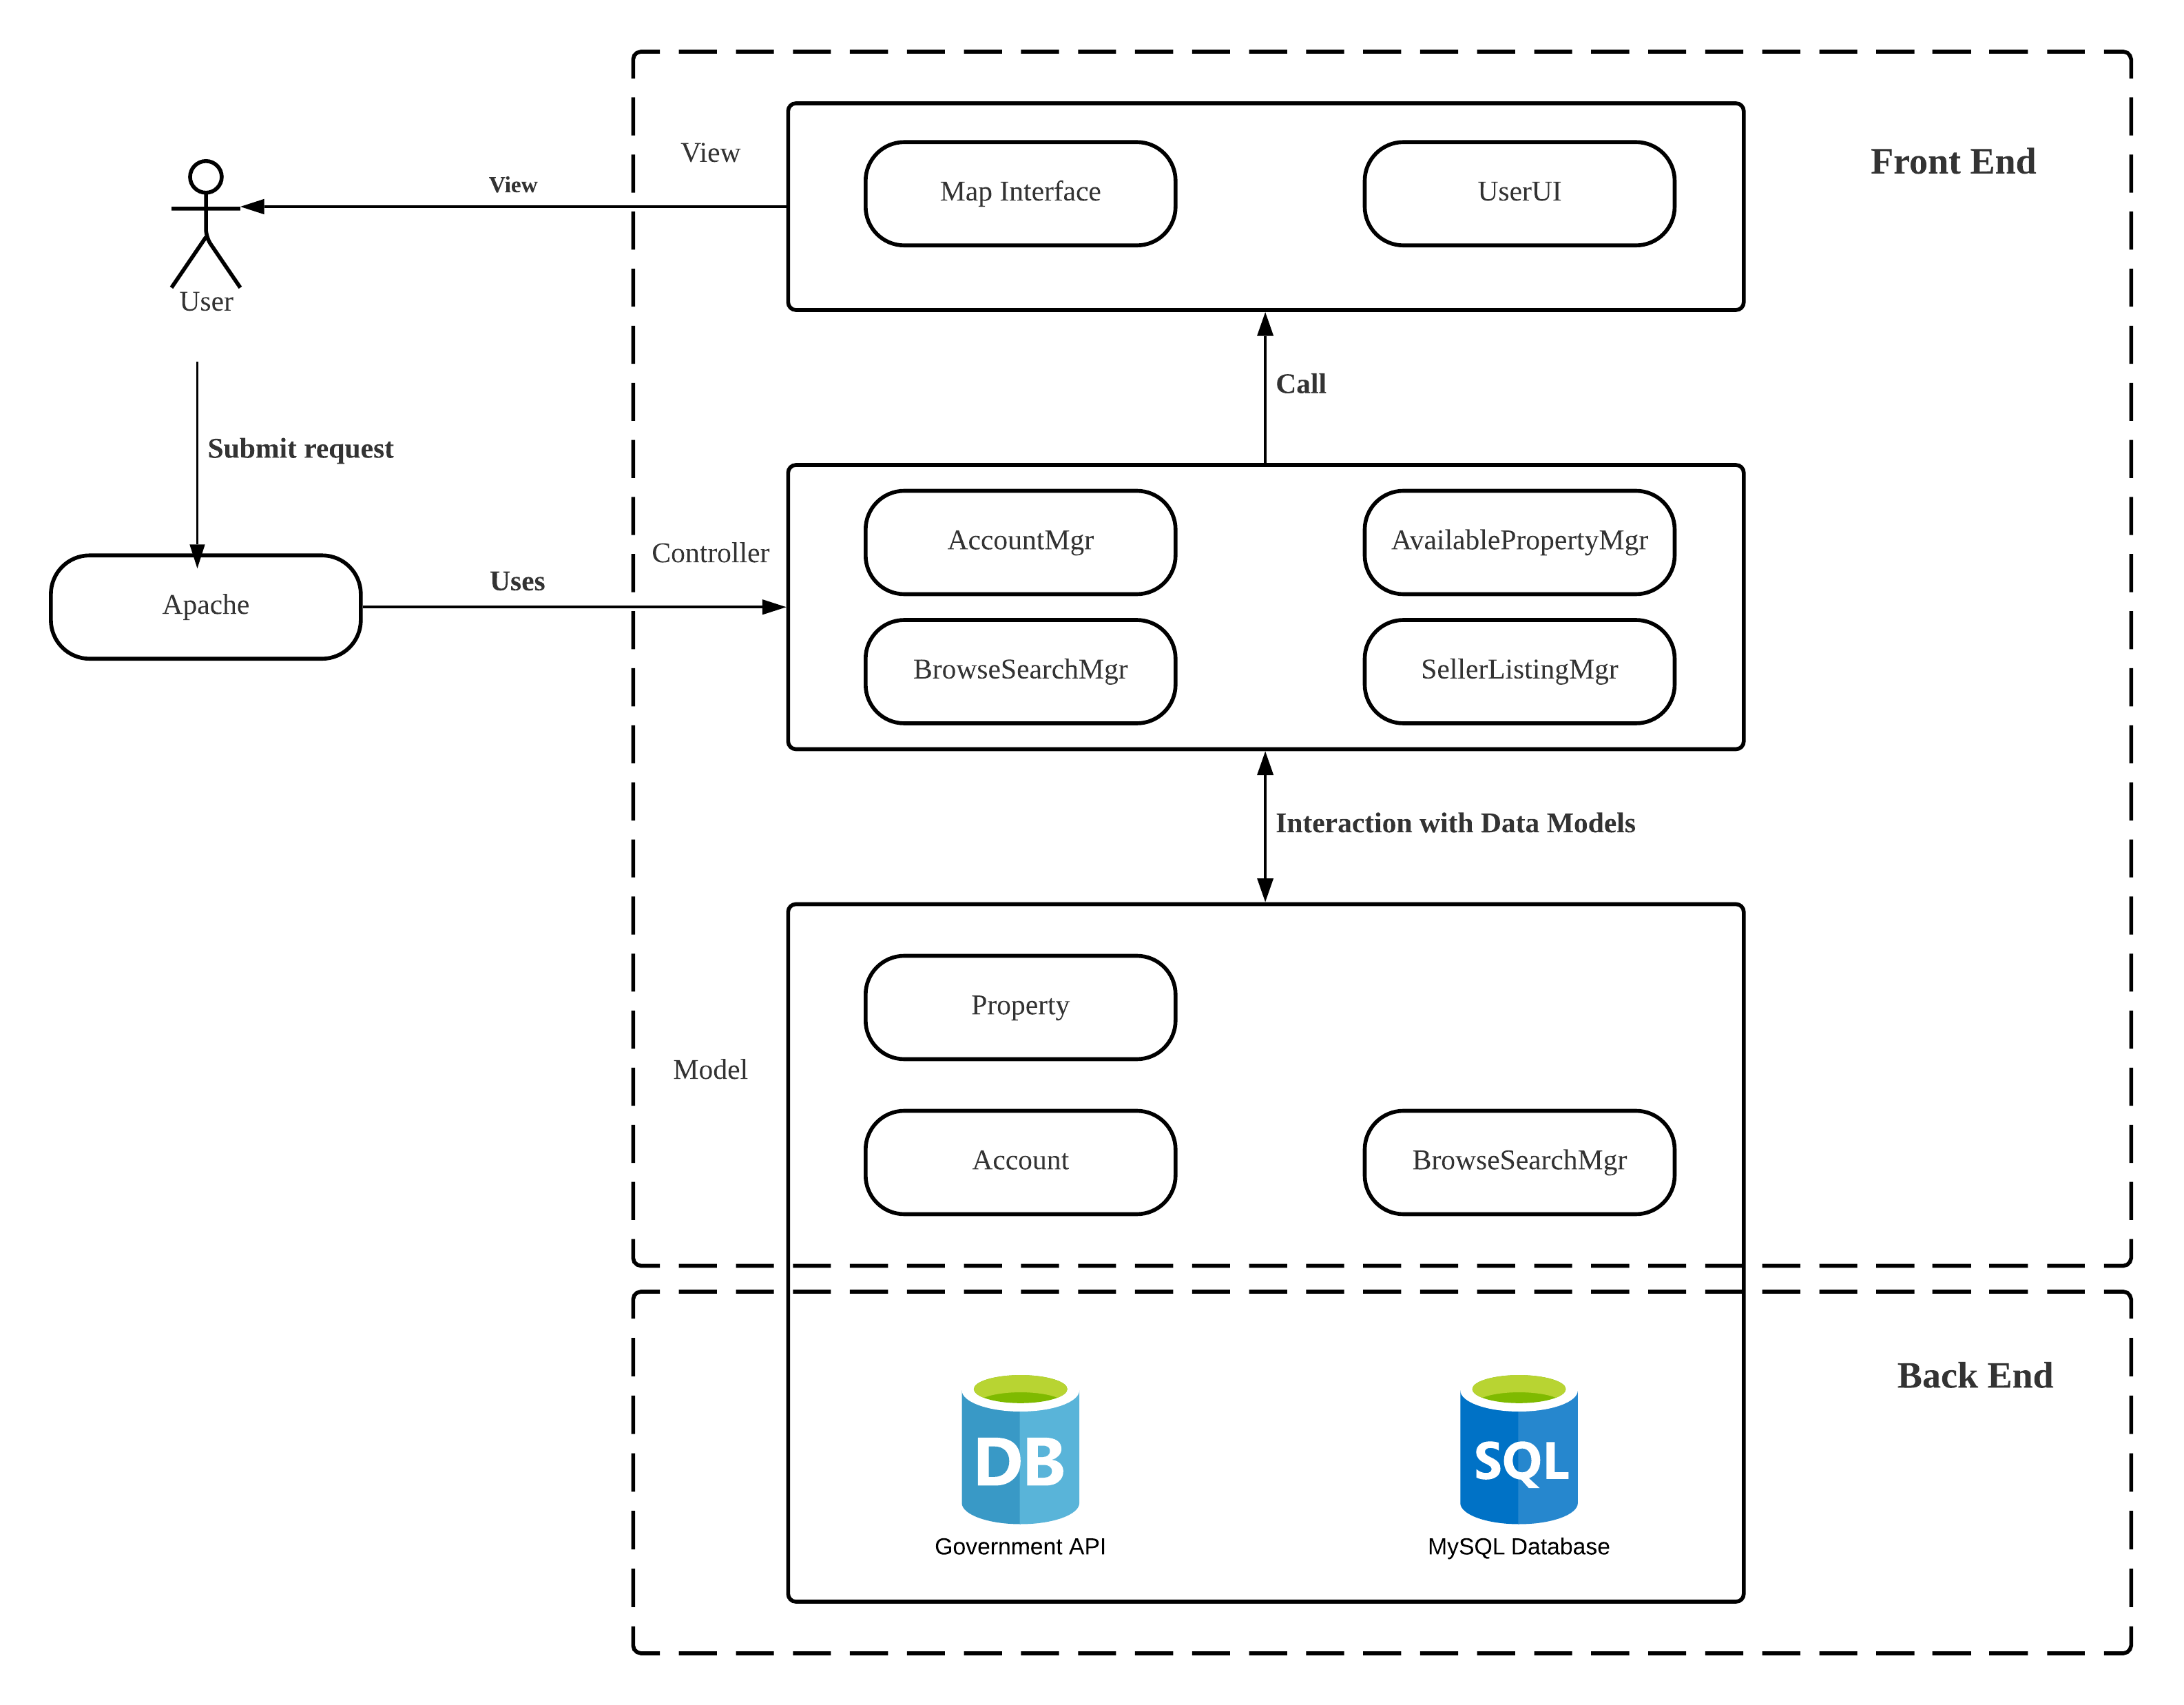 View
Map Interface
UserUI
Front End
View
User
Call
Submit request
Controller
AccountMgr
AvailablePropertyMgr
Uses
Apache
BrowseSearchMgr
SellerListingMgr
Interaction with Data Models
Property
Model
Account
BrowseSearchMgr
Back End
DB
SQL
Government API
MySQL Database